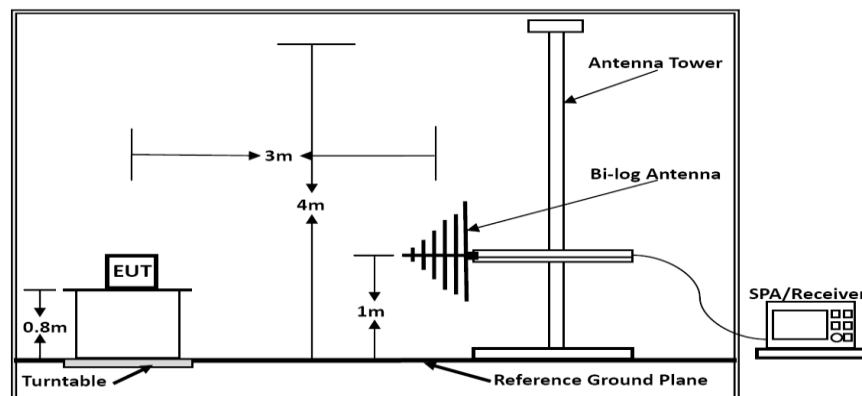 Antenna Tower
3m
Bi-log Antenna
4m
EUT
0.8m
1m
SPA/Receiver
Turntable
Reference Ground Plane